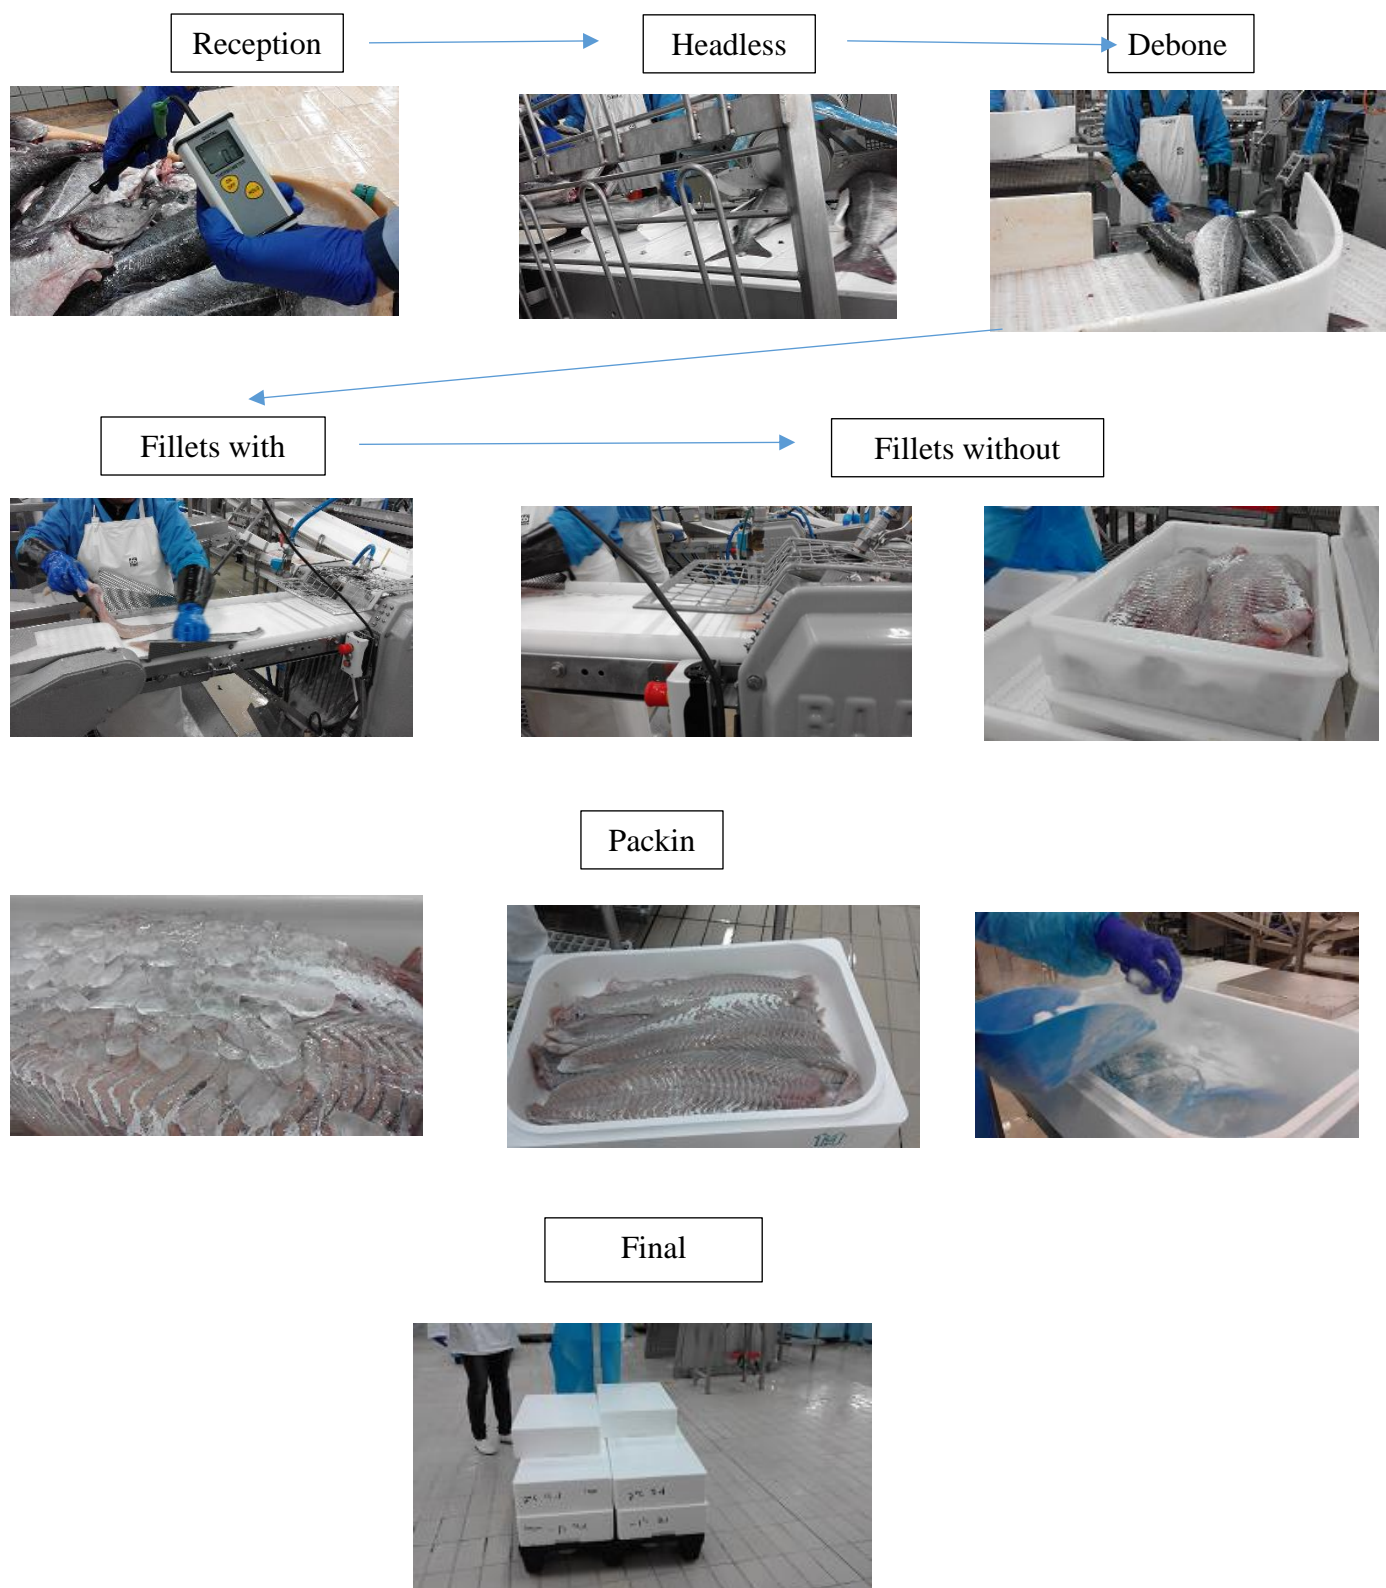 Reception
Headless
Debone
Fillets with
Fillets without
Packin
Final